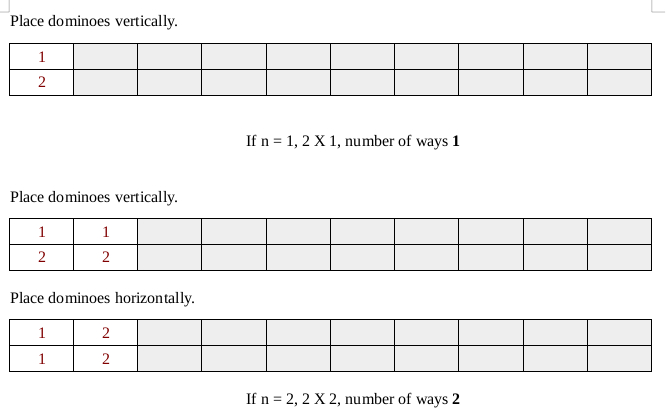 Place dominoes vertically.
1
2
If n = 1, 2 X 1, number of ways 1
Place dominoes vertically.
1 1
2 2
Place dominoes horizontally.
1 2
1 2
If n = 2, 2 X 2, number of ways 2